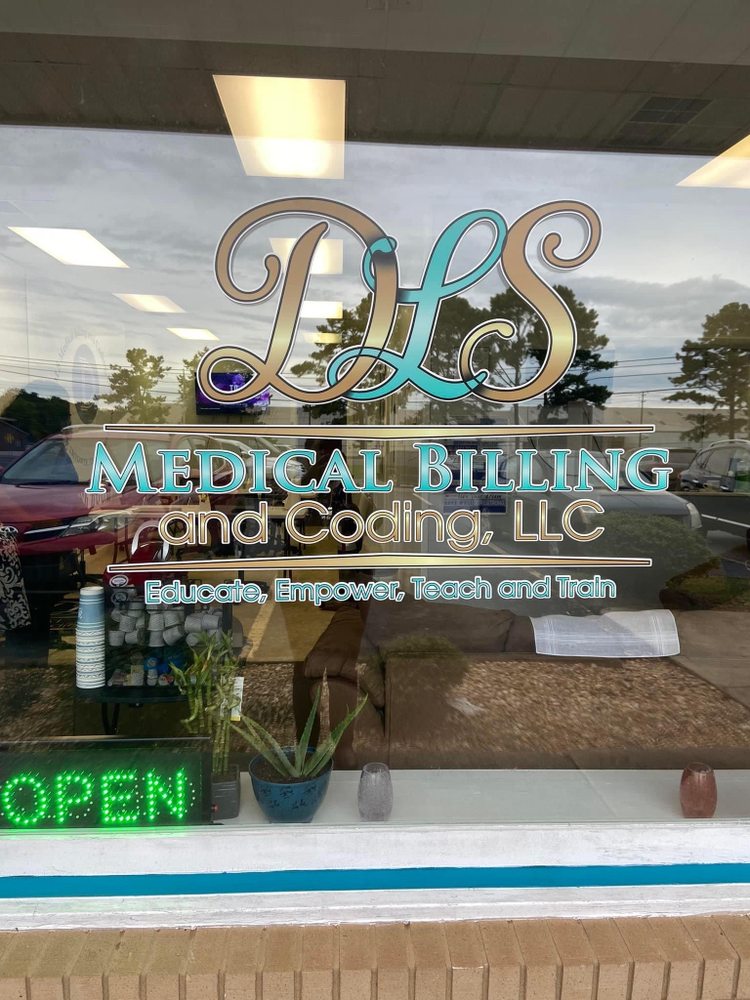 DLS
MEDICAL BILLING
and Coding, LLC
Educate, Empower, Teach and Train
OPEN